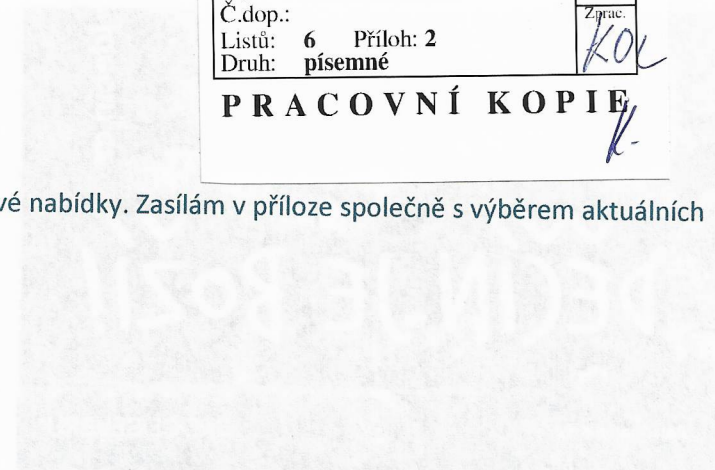 Č.dop.:
Listů: 6 Příloh: 2
Druh: písemné
Zprac.
KOL
PRACOVNÍ KOPIE
K-
vé nabídky. Zasílám v příloze společně s výběrem aktuálních